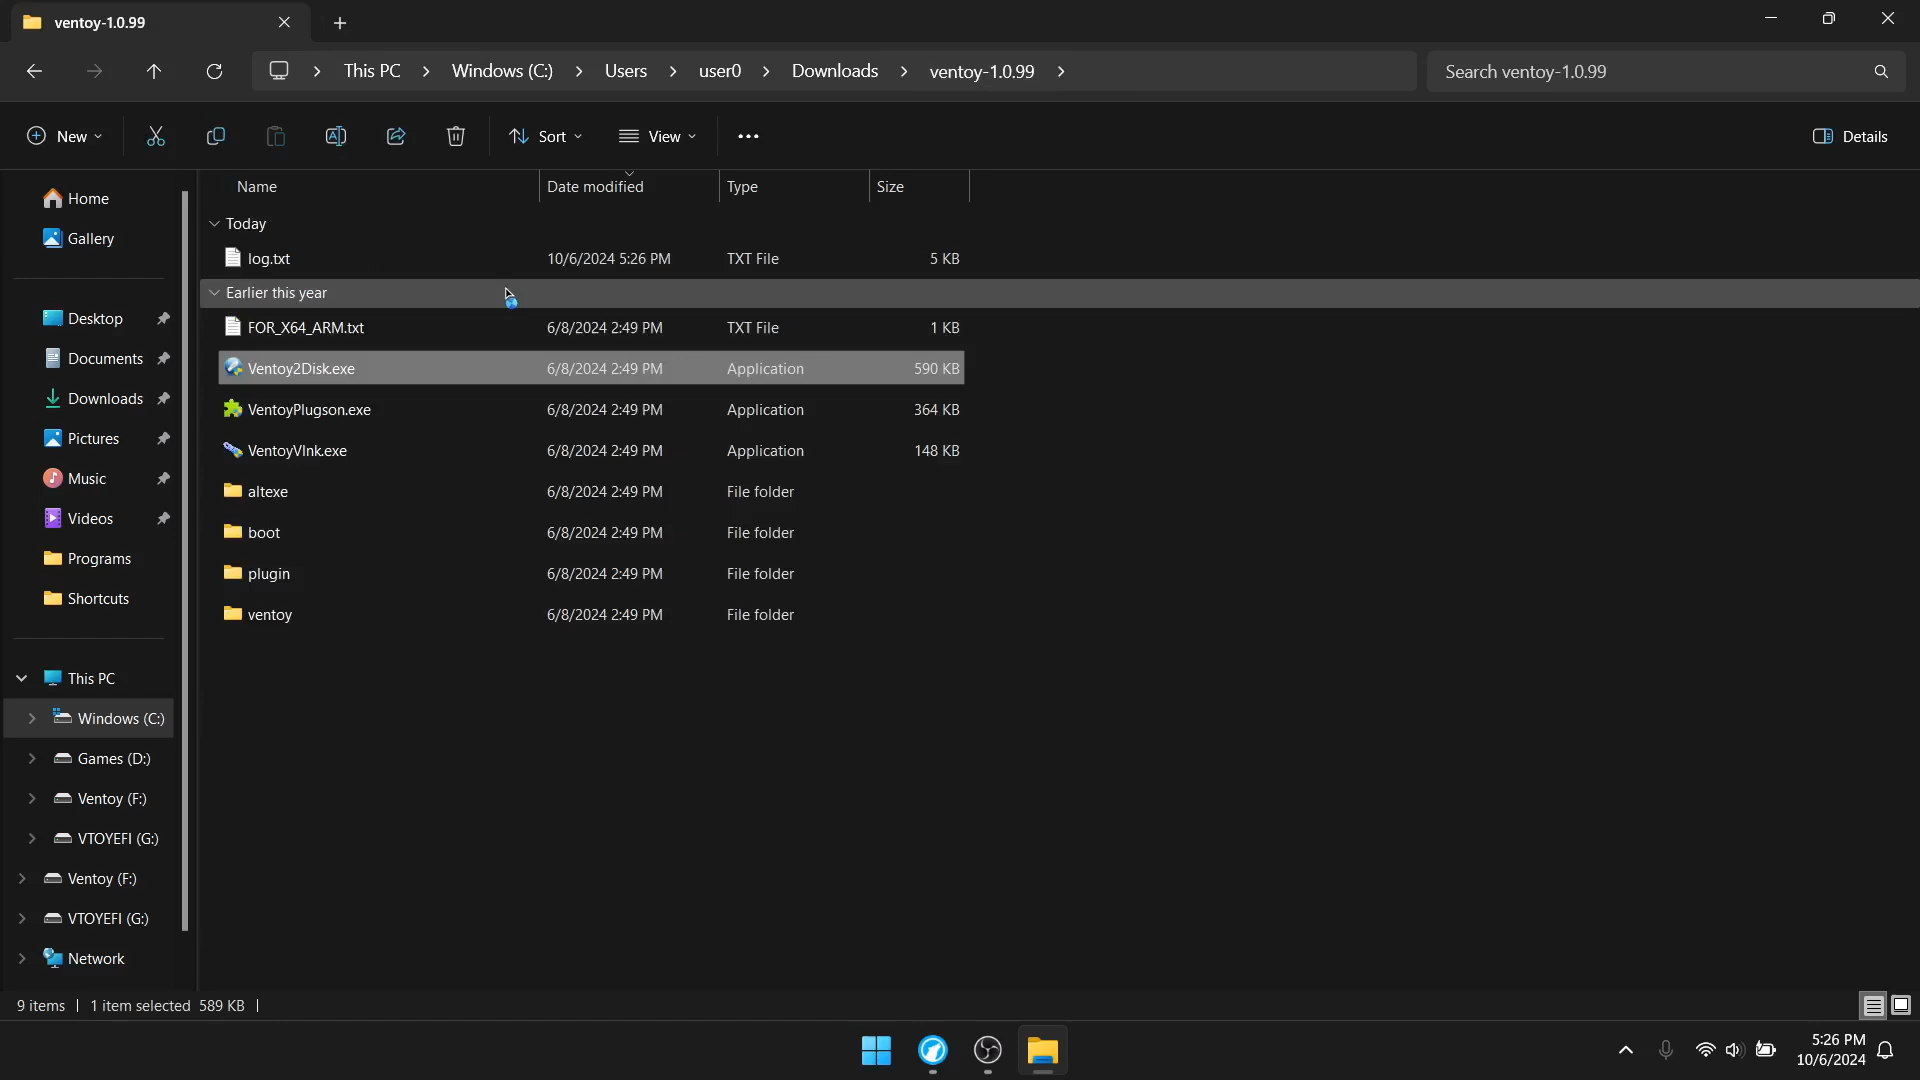 ventoy-1.0.99
This PC Windows (C:) Users user0 Downloads ventoy-1.0.99
Search ventoy-1.0.99
New Sort View Details
Name Date modified Type Size
Today
log.txt 10/6/2024 5:26 PM TXT File 5 KB
Earlier this year
FOR_X64_ARM.txt 6/8/2024 2:49 PM TXT File 1 KB
Ventoy2Disk.exe 6/8/2024 2:49 PM Application 590 KB
VentoyPlugson.exe 6/8/2024 2:49 PM Application 364 KB
VentoyVlnk.exe 6/8/2024 2:49 PM Application 148 KB
altexe 6/8/2024 2:49 PM File folder
boot 6/8/2024 2:49 PM File folder
plugin 6/8/2024 2:49 PM File folder
ventoy 6/8/2024 2:49 PM File folder
Home
Gallery
Desktop
Documents
Downloads
Pictures
Music
Videos
Programs
Shortcuts
This PC
Windows (C:)
Games (D:)
Ventoy (F:)
VTOYEFI (G:)
Ventoy (F:)
VTOYEFI (G:)
Network
9 items 1 item selected 589 KB
5:26 PM
10/6/2024